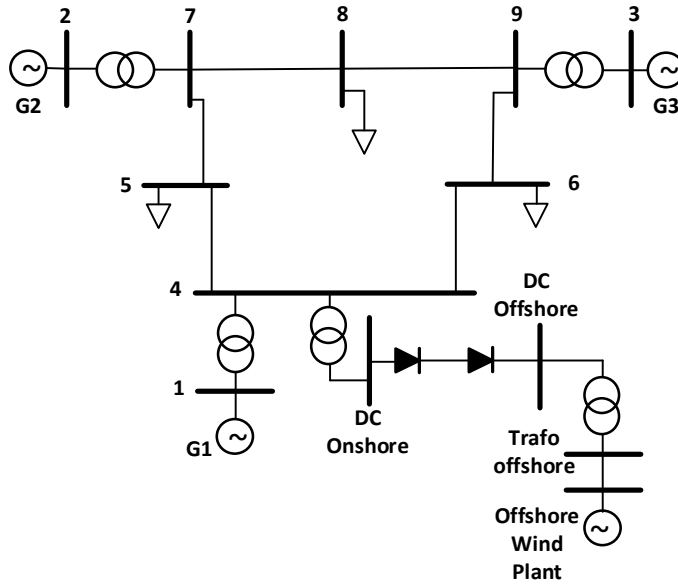 2
7
8
9
3
G2
G3
5
6
4
DC
Offshore
1
G1
DC
Onshore
Trafo
offshore
Offshore
Wind
Plant